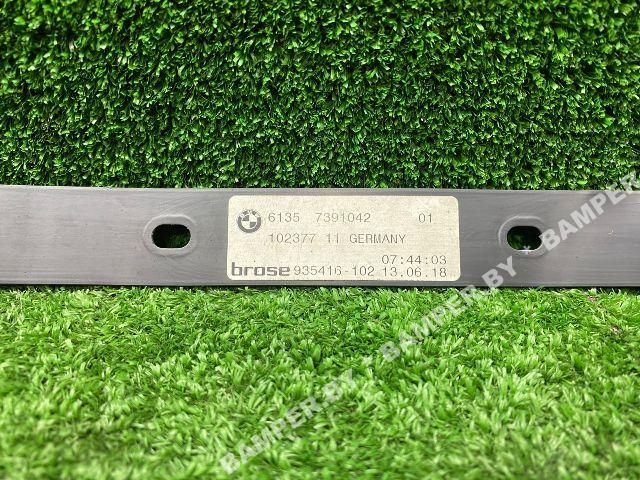 6135 7391042 01
102377 11 GERMANY
07:44:03
brose 935416-102 13.06.18
BAMPER.BY - BAMPER.BY - BAMPER.BY